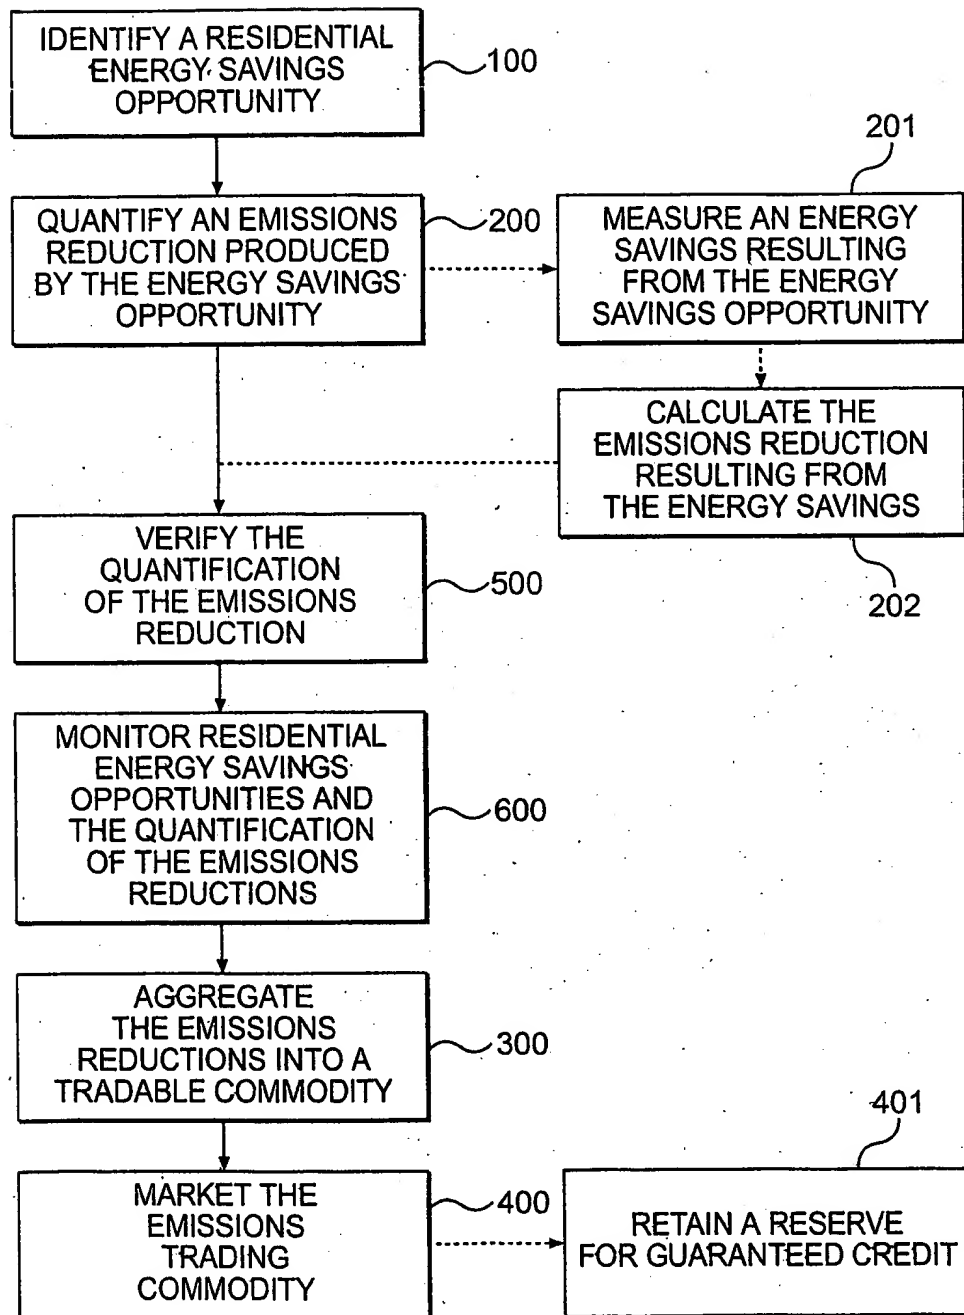 IDENTIFY A RESIDENTIAL
ENERGY SAVINGS
OPPORTUNITY
100
QUANTIFY AN EMISSIONS
REDUCTION PRODUCED
BY THE ENERGY SAVINGS
OPPORTUNITY
200
201
MEASURE AN ENERGY
SAVINGS RESULTING
FROM THE ENERGY
SAVINGS OPPORTUNITY
CALCULATE THE
EMISSIONS REDUCTION
RESULTING FROM
THE ENERGY SAVINGS
202
VERIFY THE
QUANTIFICATION
OF THE EMISSIONS
REDUCTION
500
MONITOR RESIDENTIAL
ENERGY SAVINGS
OPPORTUNITIES AND
THE QUANTIFICATION
OF THE EMISSIONS
REDUCTIONS
600
AGGREGATE
THE EMISSIONS
REDUCTIONS INTO A
TRADABLE COMMODITY
300
MARKET THE
EMISSIONS
TRADING
COMMODITY
400
401
RETAIN A RESERVE
FOR GUARANTEED CREDIT